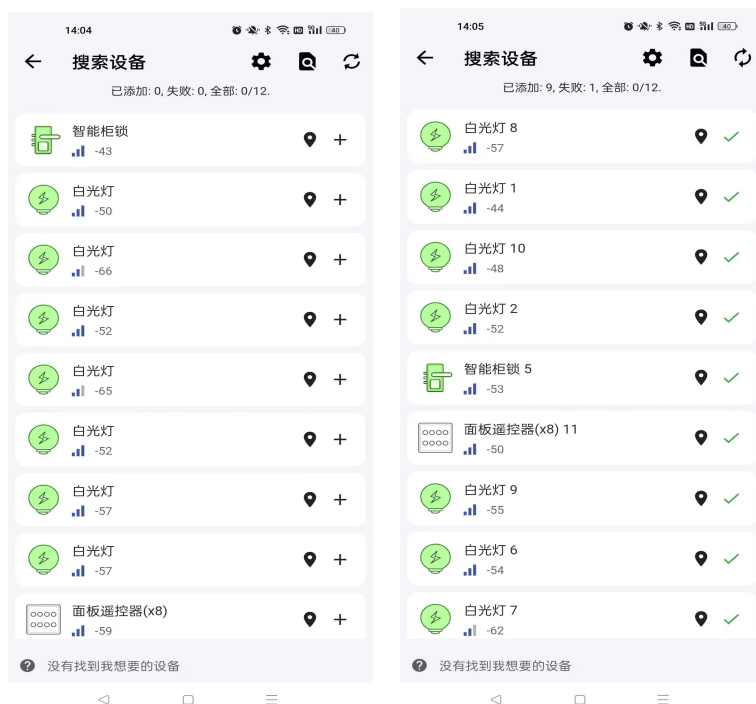 14:04
搜索设备
已添加: 0, 失败: 0, 全部: 0/12.
智能柜锁
-43
白光灯
-50
白光灯
-66
白光灯
-52
白光灯
-65
白光灯
-52
白光灯
-57
白光灯
-57
面板遥控器(x8)
-59
没有找到我想要的设备
14:05
搜索设备
已添加: 9, 失败: 1, 全部: 0/12.
白光灯 8
-57
白光灯 1
-44
白光灯 10
-48
白光灯 2
-52
智能柜锁 5
-53
面板遥控器(x8) 11
-50
白光灯 9
-55
白光灯 6
-54
白光灯 7
-62
没有找到我想要的设备